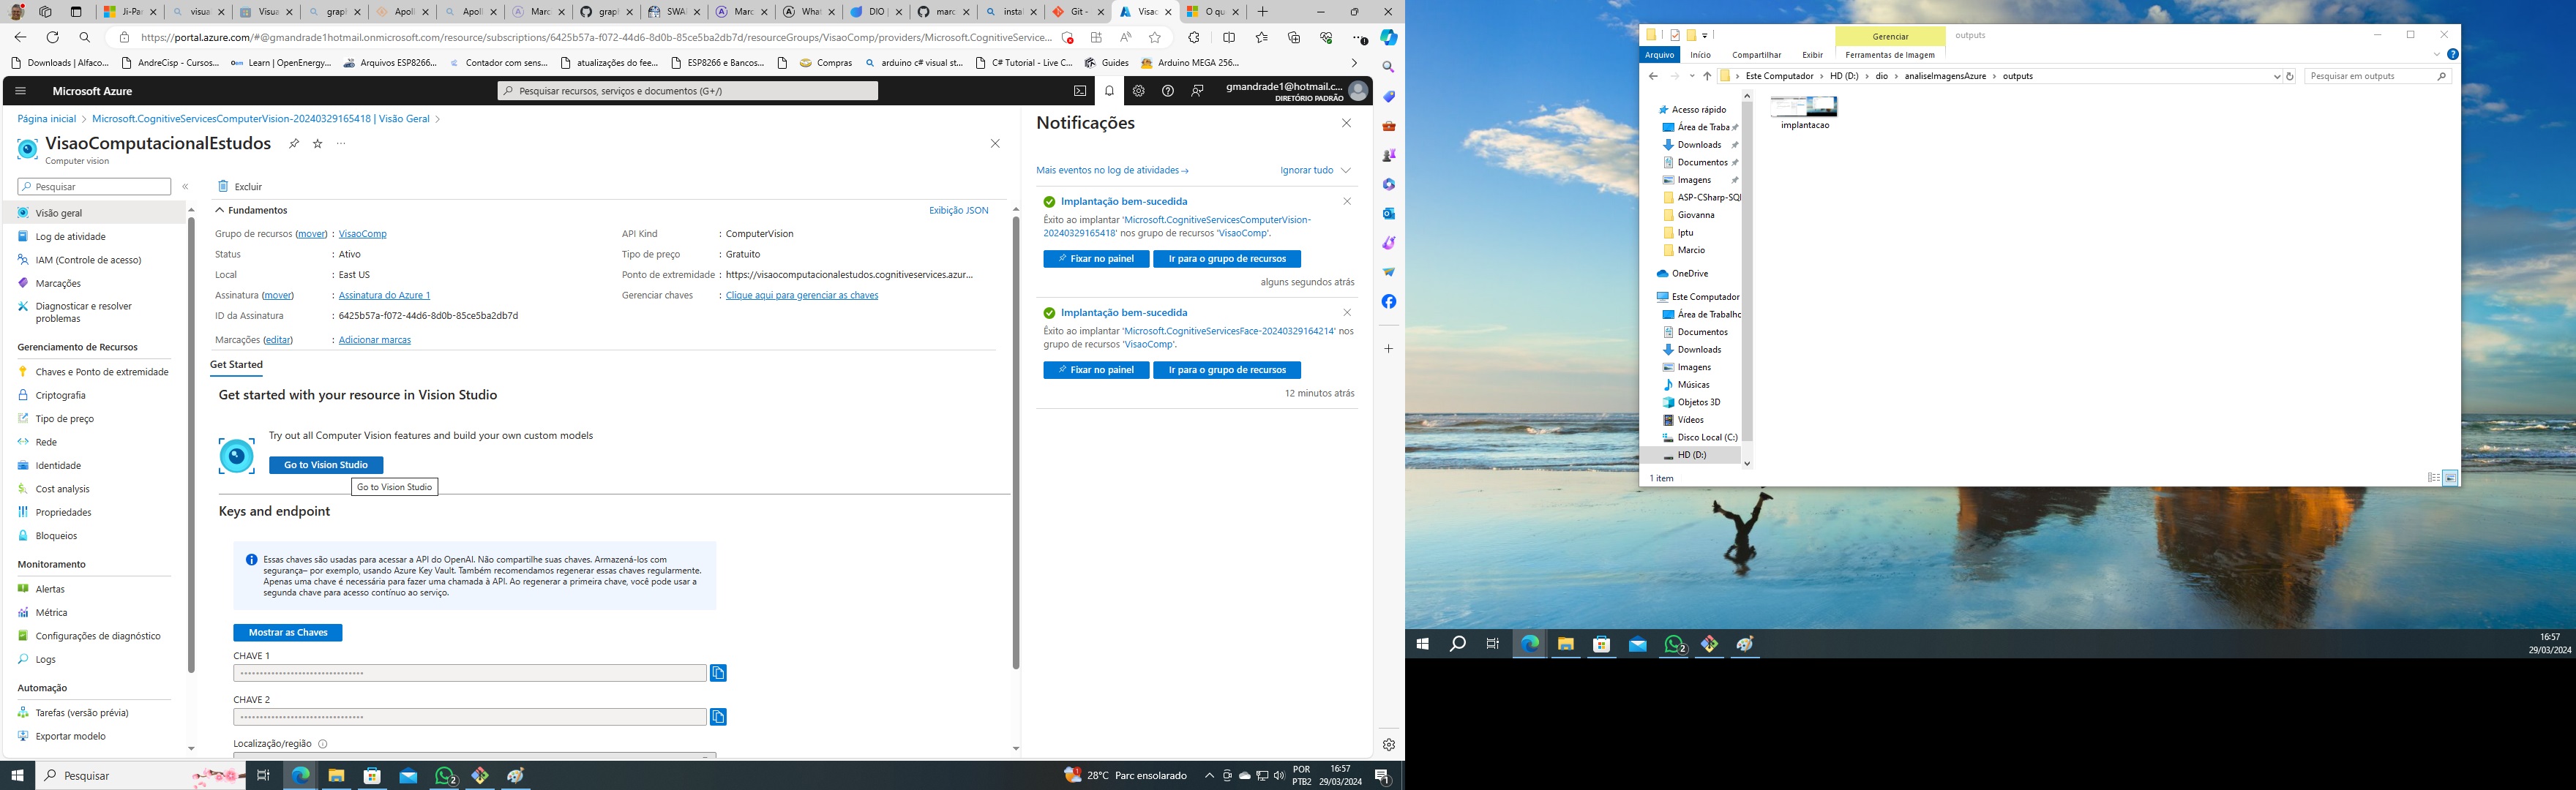 Ji-Pa
visua
Visua
grapl
Apoll
Apoll
Marc
grapl
SWA
Marc
What
DIO |
marc
instal
Git -
Visac
O qu
https://portal.azure.com/#@gmandrade1hotmail.onmicrosoft.com/resource/subscriptions/6425b57a-f072-44d6-8d0b-85ce5ba2db7d/resourceGroups/VisaoComp/providers/Microsoft.CognitiveService...
Downloads | Alfaco...
AndreCisp - Cursos...
Learn | OpenEnergy...
Arquivos ESP8266...
Contador com sens...
atualizações do fee...
ESP8266 e Bancos...
Compras
arduino c# visual st...
C# Tutorial - Live C...
Guides
Arduino MEGA 256...
Microsoft Azure
Pesquisar recursos, serviços e documentos (G+/)
gmandrade1@hotmail.c...
DIRETÓRIO PADRÃO
Página inicial > Microsoft.CognitiveServicesComputerVision-20240329165418 | Visão Geral >
VisaoComputacionalEstudos
Computer vision
Pesquisar
Visão geral
Log de atividade
IAM (Controle de acesso)
Marcações
Diagnosticar e resolver
problemas
Gerenciamento de Recursos
Chaves e Ponto de extremidade
Criptografia
Tipo de preço
Rede
Identidade
Cost analysis
Propriedades
Bloqueios
Monitoramento
Alertas
Métrica
Configurações de diagnóstico
Logs
Automação
Tarefas (versão prévia)
Exportar modelo
Excluir
Fundamentos
Exibição JSON
Grupo de recursos (mover) : VisaoComp
Status : Ativo
Local : East US
Assinatura (mover) : Assinatura do Azure 1
ID da Assinatura : 6425b57a-f072-44d6-8d0b-85ce5ba2db7d
Marcações (editar) : Adicionar marcas
API Kind : ComputerVision
Tipo de preço : Gratuito
Ponto de extremidade : https://visaocomputacionalestudos.cognitiveservices.azur...
Gerenciar chaves : Clique aqui para gerenciar as chaves
Get Started
Get started with your resource in Vision Studio
Try out all Computer Vision features and build your own custom models
Go to Vision Studio
Go to Vision Studio
Keys and endpoint
Essas chaves são usadas para acessar a API do OpenAI. Não compartilhe suas chaves. Armazená-los com
segurança– por exemplo, usando Azure Key Vault. Também recomendamos regenerar essas chaves regularmente.
Apenas uma chave é necessária para fazer uma chamada à API. Ao regenerar a primeira chave, você pode usar a
segunda chave para acesso contínuo ao serviço.
Mostrar as Chaves
CHAVE 1
CHAVE 2
Localização/região
Notificações
Mais eventos no log de atividades →
Ignorar tudo
Implantação bem-sucedida
Êxito ao implantar 'Microsoft.CognitiveServicesComputerVision-
20240329165418' nos grupo de recursos 'VisaoComp'.
Fixar no painel
Ir para o grupo de recursos
alguns segundos atrás
Implantação bem-sucedida
Êxito ao implantar 'Microsoft.CognitiveServicesFace-20240329164214' nos
grupo de recursos 'VisaoComp'.
Fixar no painel
Ir para o grupo de recursos
12 minutos atrás
Pesquisar
2
28°C Parc ensolarado
POR
PTB2
16:57
29/03/2024
1
Gerenciar
outputs
Arquivo
Início
Compartilhar
Exibir
Ferramentas de Imagem
Este Computador > HD (D:) > dio > analiseImagensAzure > outputs
Pesquisar em outputs
Acesso rápido
Área de Traba
Downloads
Documentos
Imagens
ASP-CSharp-SQl
Giovanna
Iptu
Marcio
OneDrive
Este Computador
Área de Trabalho
Documentos
Downloads
Imagens
Músicas
Objetos 3D
Vídeos
Disco Local (C:)
HD (D:)
implantacao
1 item
2
16:57
29/03/2024